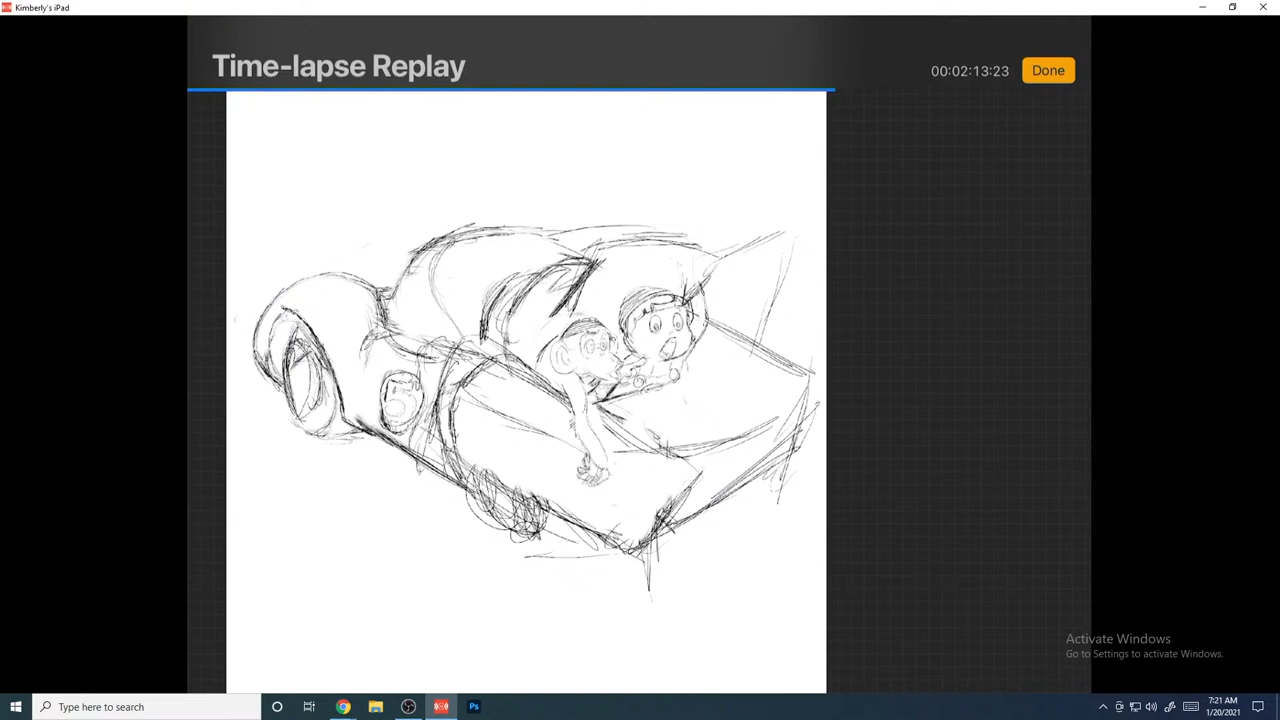 Kimberly's iPad
Time-lapse Replay
00:02:13:23
Done
Activate Windows
Go to Settings to activate Windows.
Type here to search
Ps
7:21 AM
1/20/2021